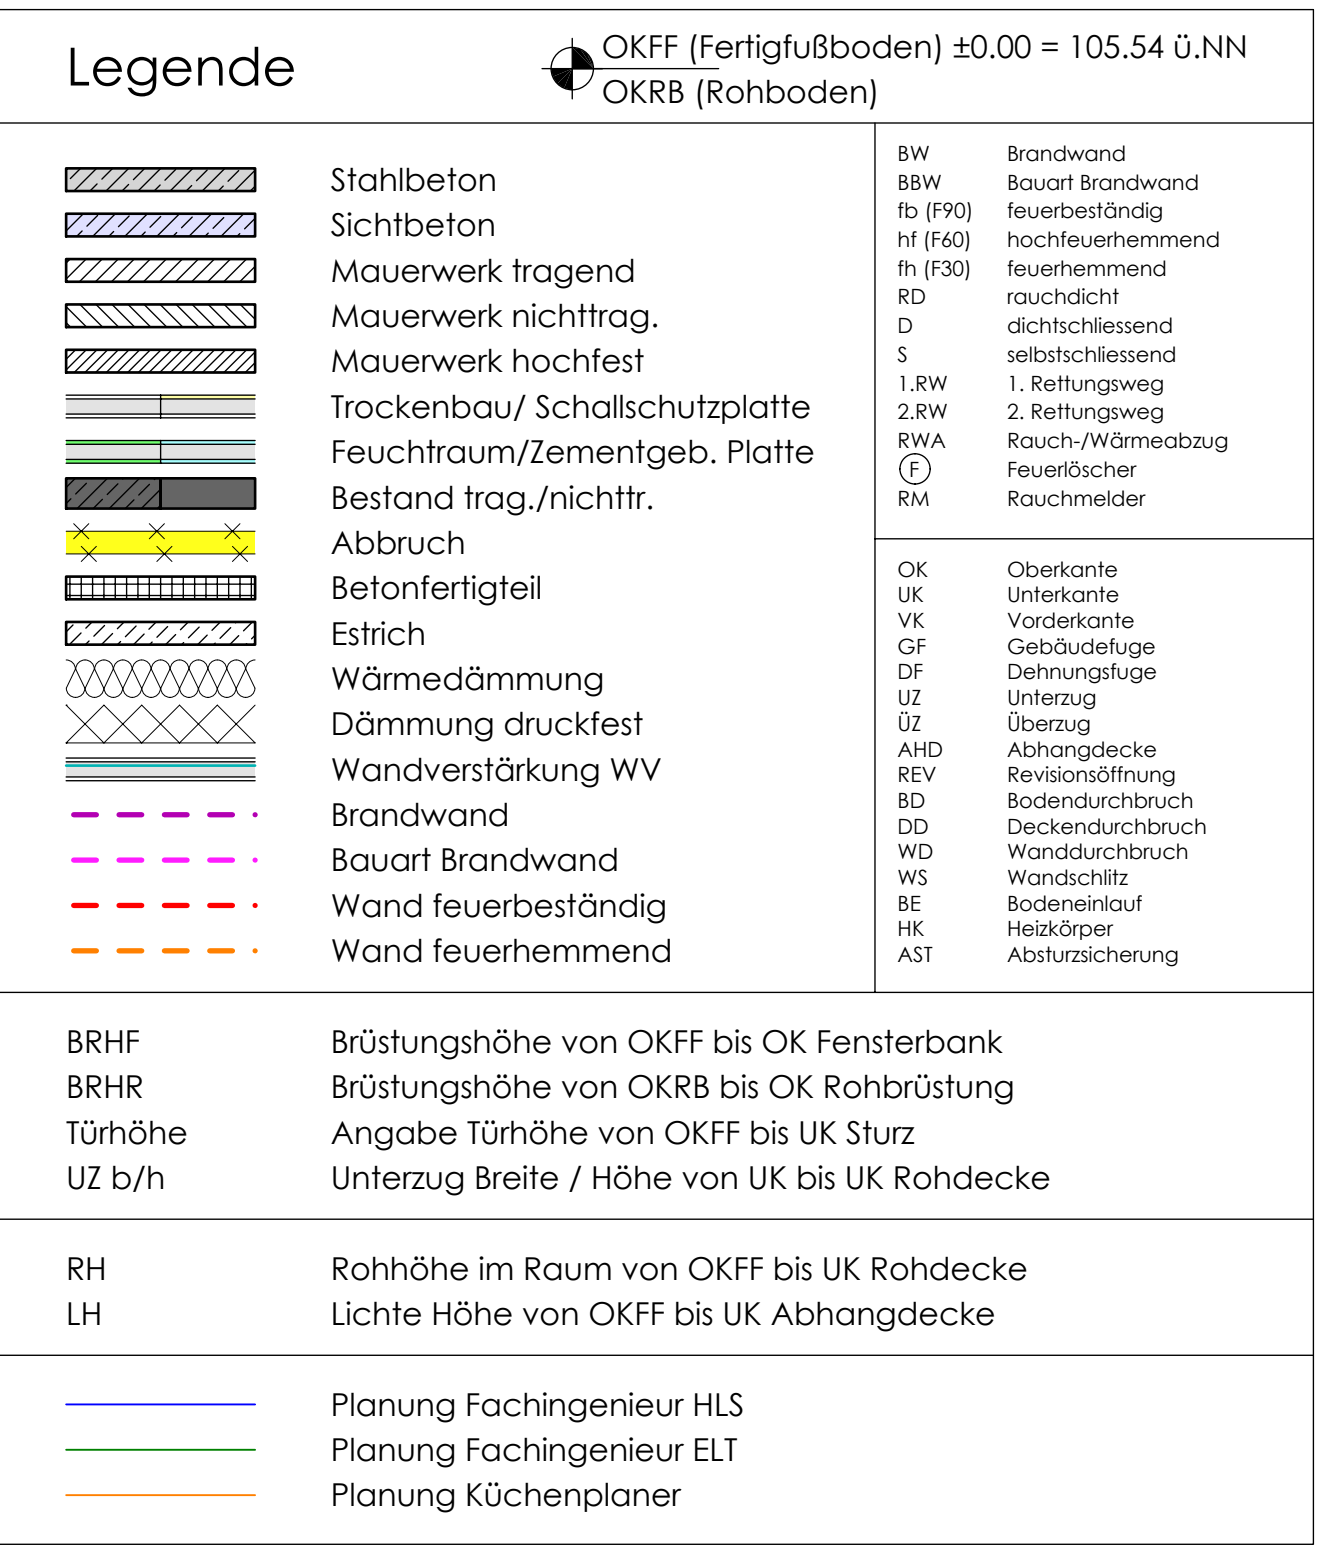 Legende
OKFF (Fertigfußboden) ±0.00 = 105.54 ü.NN
OKRB (Rohboden)
Stahlbeton
Sichtbeton
Mauerwerk tragend
Mauerwerk nichttrag.
Mauerwerk hochfest
Trockenbau/ Schallschutzplatte
Feuchtraum/Zementgeb. Platte
Bestand trag./nichttr.
Abbruch
Betonfertigteil
Estrich
Wärmedämmung
Dämmung druckfest
Wandverstärkung WV
Brandwand
Bauart Brandwand
Wand feuerbeständig
Wand feuerhemmend
BW Brandwand
BBW Bauart Brandwand
fb (F90) feuerbeständig
hf (F60) hochfeuerhemmend
fh (F30) feuerhemmend
RD rauchdicht
D dichtschliessend
S selbstschliessend
1.RW 1. Rettungsweg
2.RW 2. Rettungsweg
RWA Rauch-/Wärmeabzug
F Feuerlöscher
RM Rauchmelder
OK Oberkante
UK Unterkante
VK Vorderkante
GF Gebäudefuge
DF Dehnungsfuge
UZ Unterzug
ÜZ Überzug
AHD Abhangdecke
REV Revisionsöffnung
BD Bodendurchbruch
DD Deckendurchbruch
WD Wanddurchbruch
WS Wandschlitz
BE Bodeneinlauf
HK Heizkörper
AST Absturzsicherung
BRHF Brüstungshöhe von OKFF bis OK Fensterbank
BRHR Brüstungshöhe von OKRB bis OK Rohbrüstung
Türhöhe Angabe Türhöhe von OKFF bis UK Sturz
UZ b/h Unterzug Breite / Höhe von UK bis UK Rohdecke
RH Rohhöhe im Raum von OKFF bis UK Rohdecke
LH Lichte Höhe von OKFF bis UK Abhangdecke
Planung Fachingenieur HLS
Planung Fachingenieur ELT
Planung Küchenplaner